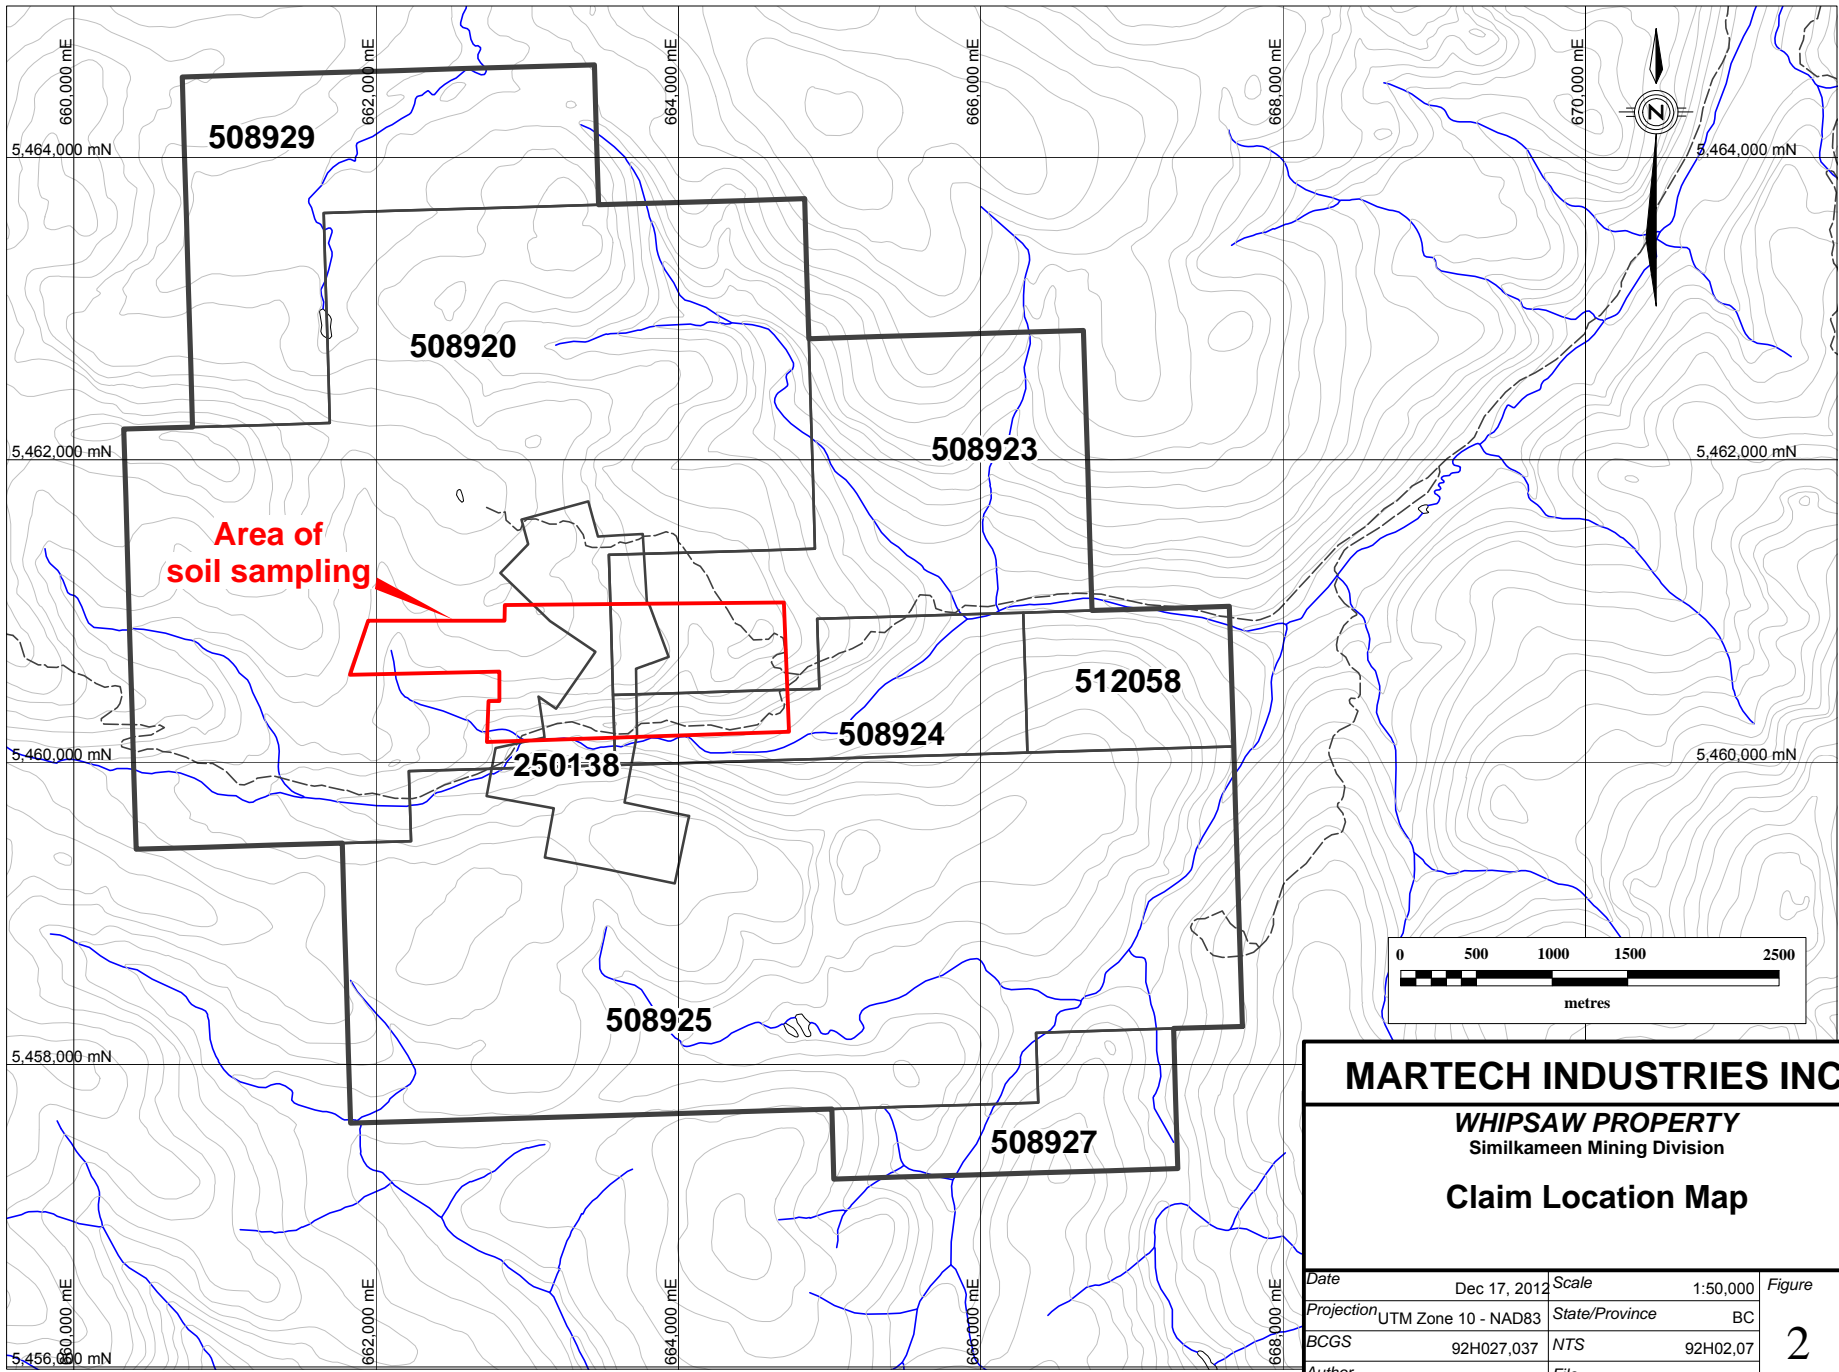 660,000 mE
662,000 mE
664,000 mE
666,000 mE
668,000 mE
670,000 mE
N
508929
5,464,000 mN
5,464,000 mN
508920
508923
5,462,000 mN
5,462,000 mN
Area of
soil sampling
512058
508924
5,460,000 mN
250138
5,460,000 mN
0 500 1000 1500 2500
metres
508925
5,458,000 mN
508927
MARTECH INDUSTRIES INC
WHIPSAW PROPERTY
Similkameen Mining Division
Claim Location Map
Date Dec 17, 2012 Scale 1:50,000 Figure
Projection UTM Zone 10 - NAD83 State/Province BC
BCGS 92H027,037 NTS 92H02,07
2
660,000 mE
662,000 mE
664,000 mE
666,000 mE
668,000 mE
5,456,000 mN